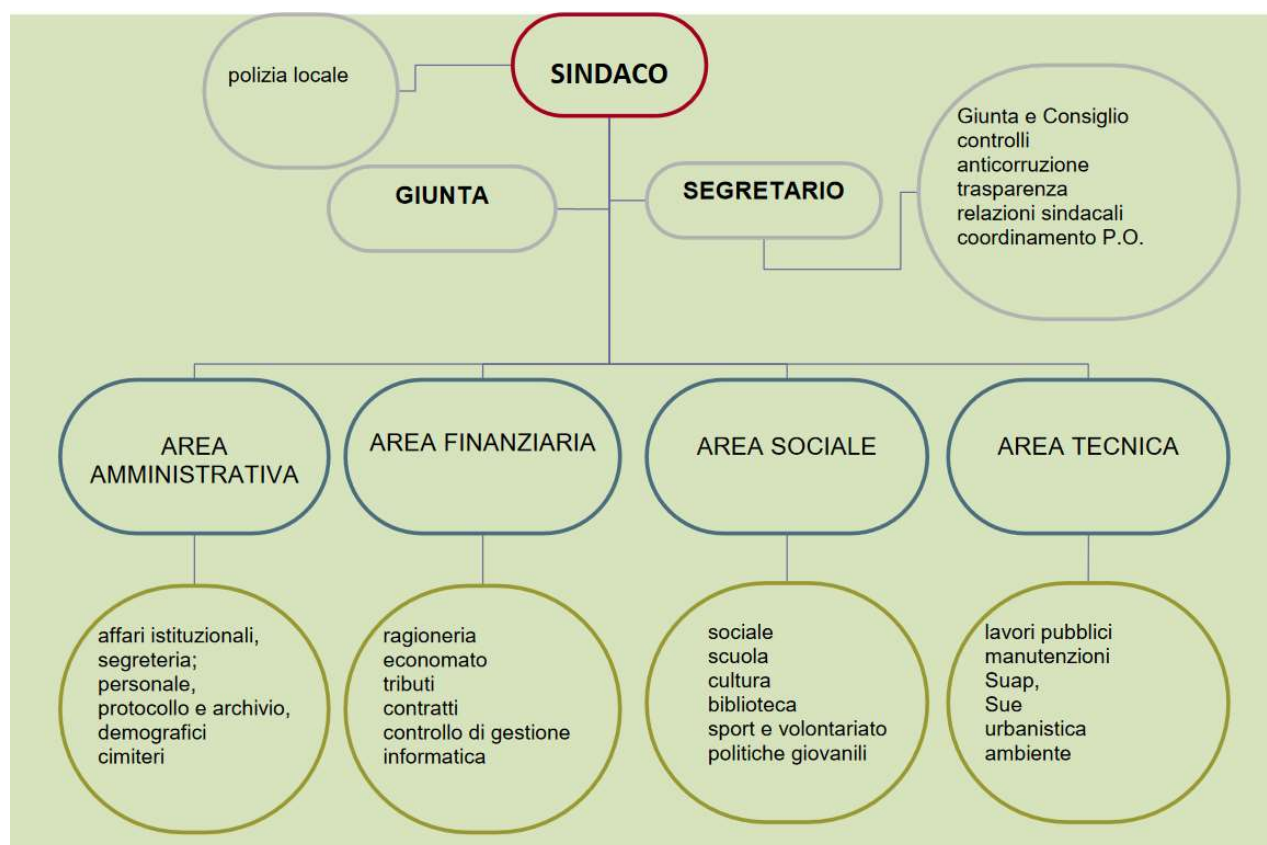 polizia locale
SINDACO
Giunta e Consiglio
controlli
anticorruzione
trasparenza
relazioni sindacali
coordinamento P.O.
GIUNTA
SEGRETARIO
AREA
AMMINISTRATIVA
AREA FINANZIARIA
AREA SOCIALE
AREA TECNICA
affari istituzionali,
segreteria;
personale,
protocollo e archivio,
demografici
cimiteri
ragioneria
economato
tributi
contratti
controllo di gestione
informatica
sociale
scuola
cultura
biblioteca
sport e volontariato
politiche giovanili
lavori pubblici
manutenzioni
Suap,
Sue
urbanistica
ambiente